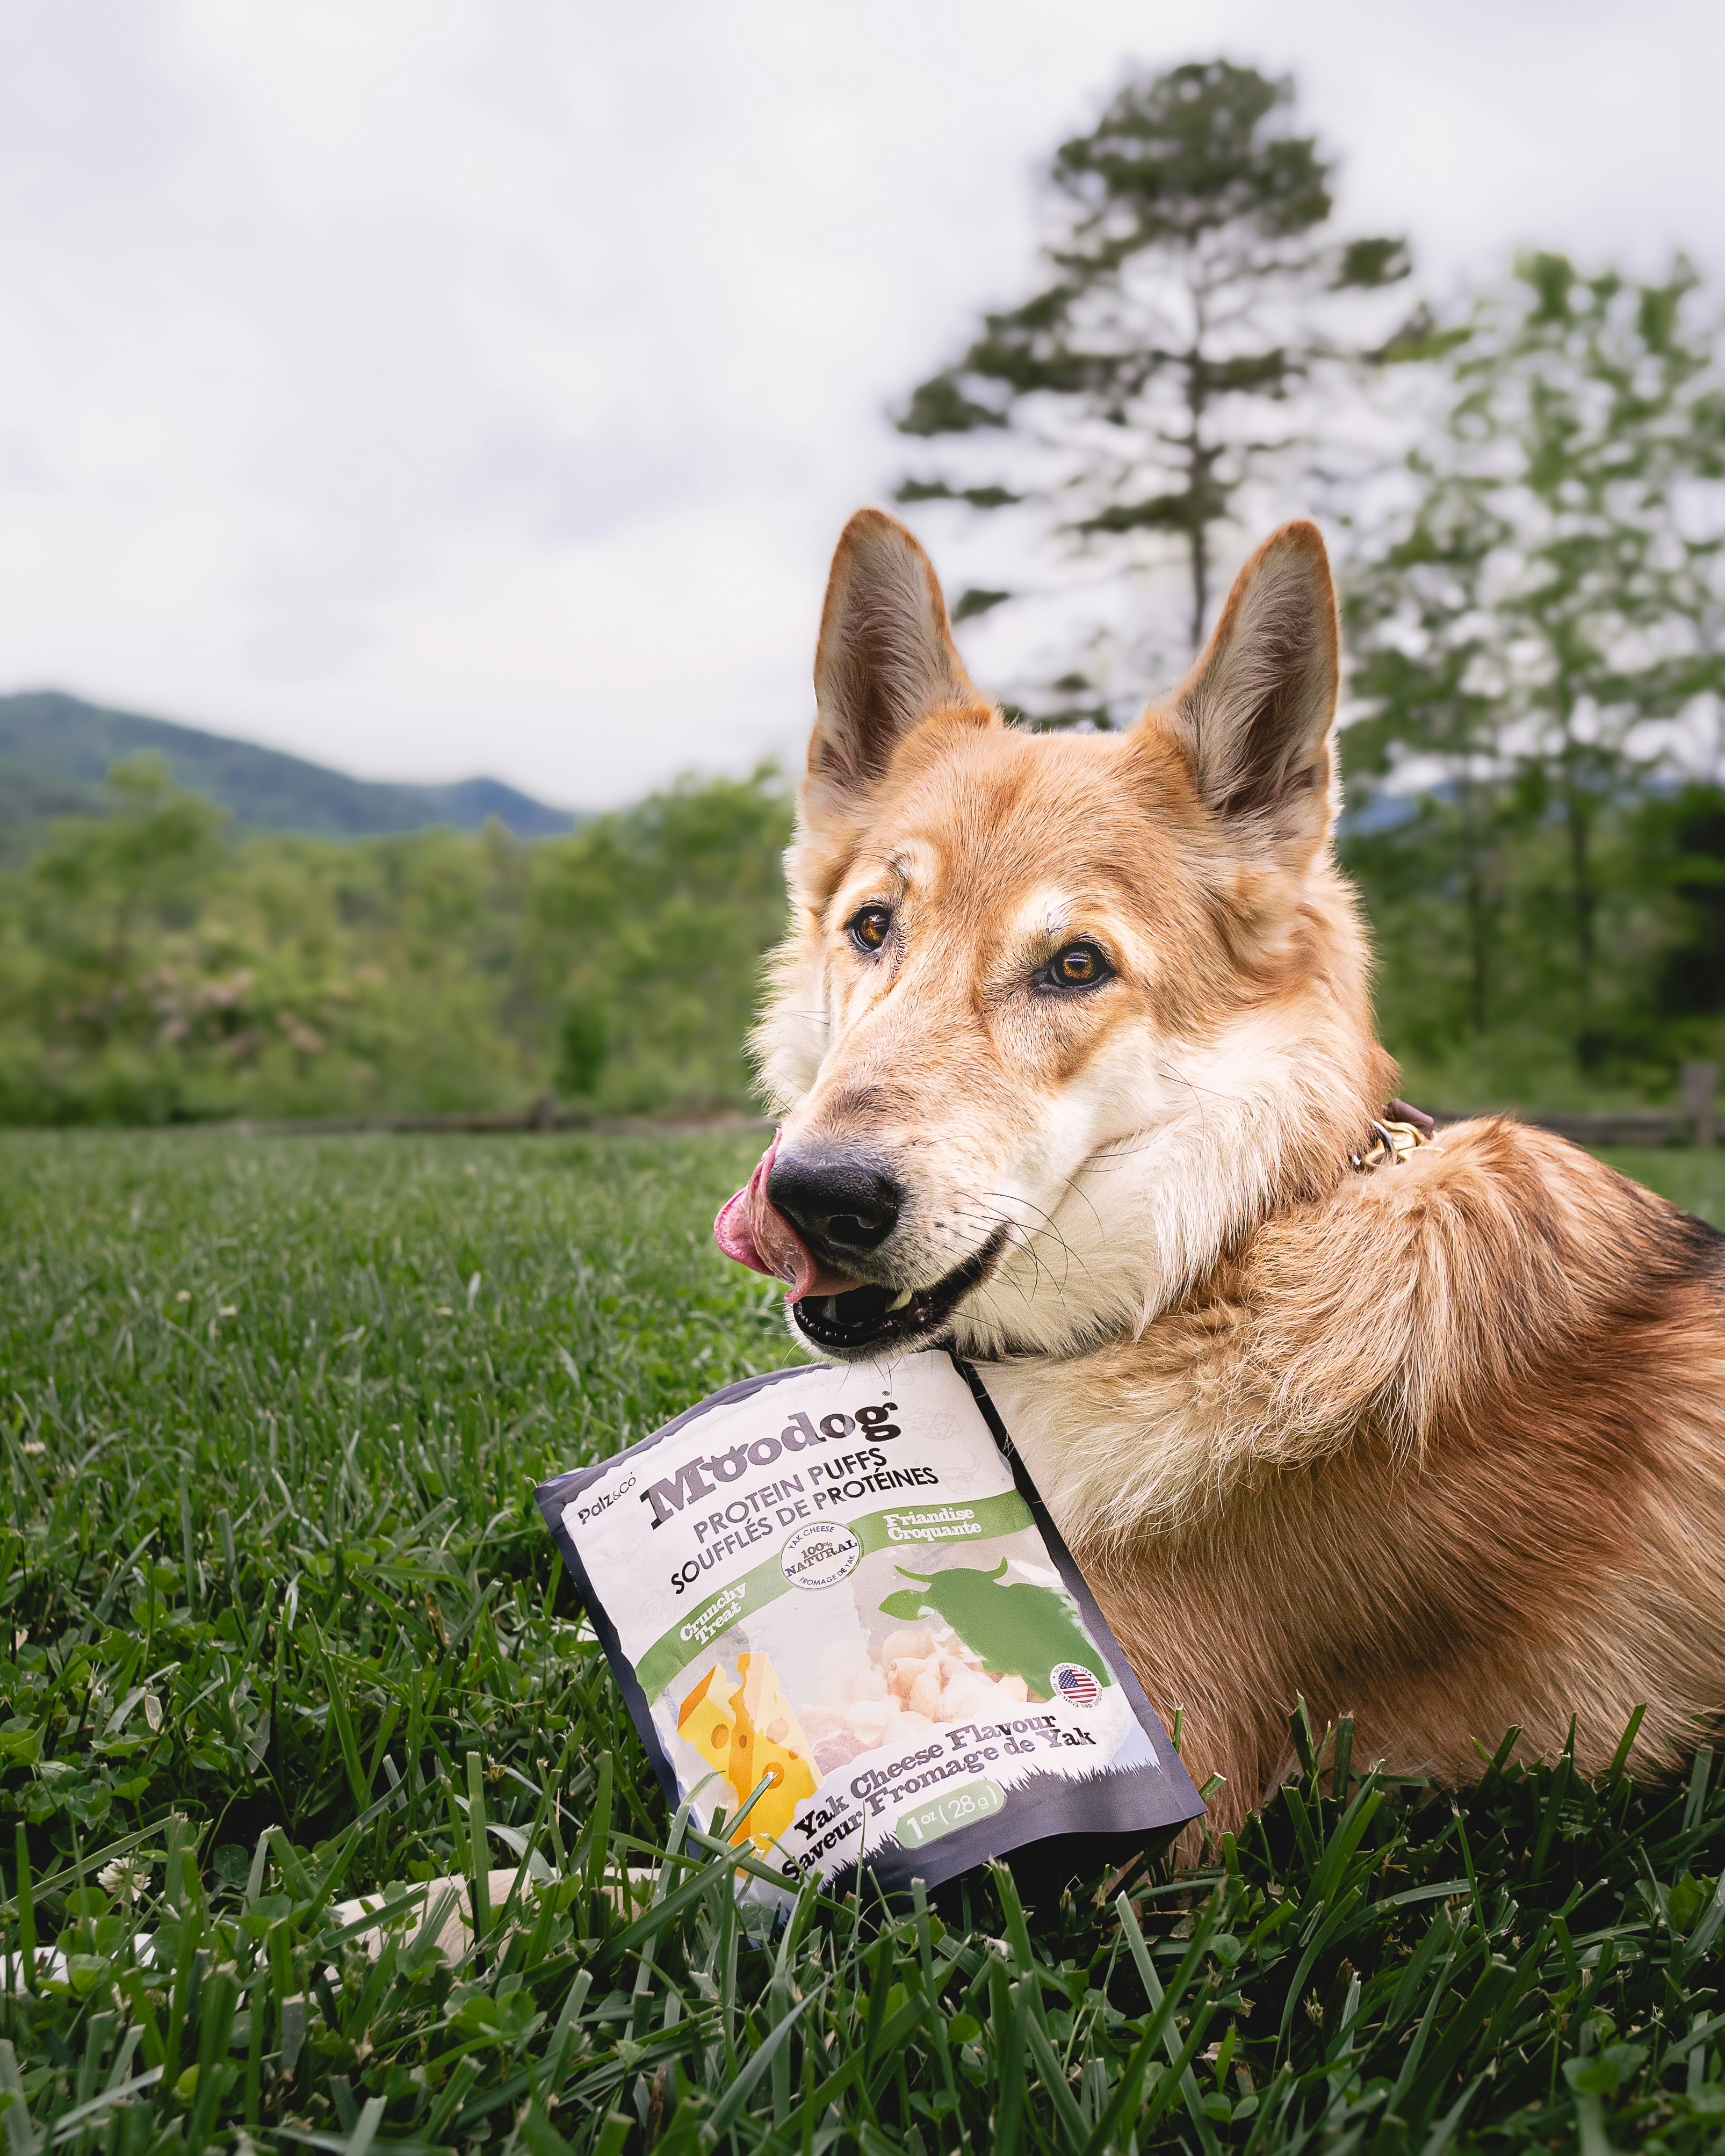 Moodog®
Palz&Co
PROTEIN PUFFS
SOUFFLÉS DE PROTÉINES
Friandise
Croquante
YAK CHEESE
100%
NATURAL
FROMAGE DE YAK
Crunchy
Treat
Yak Cheese Flavour
Saveur Fromage de Yak
1oz (28g)